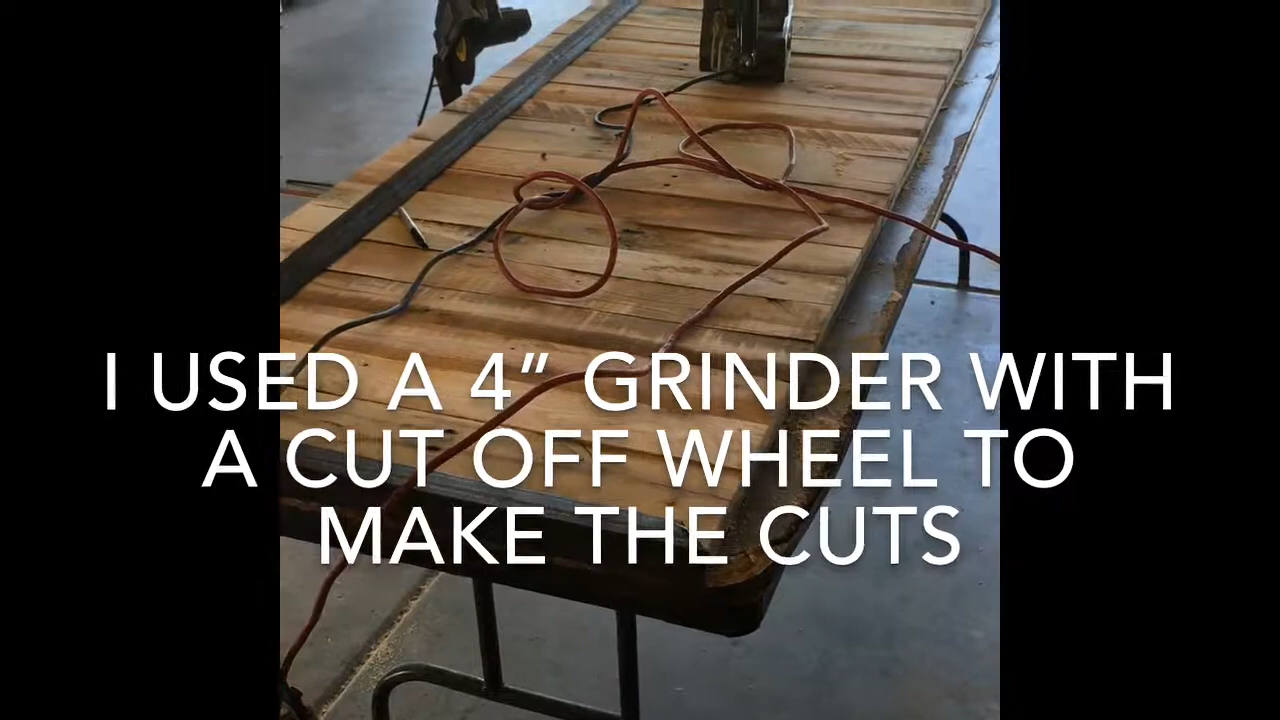 I USED A 4” GRINDER WITH
A CUT OFF WHEEL TO
MAKE THE CUTS